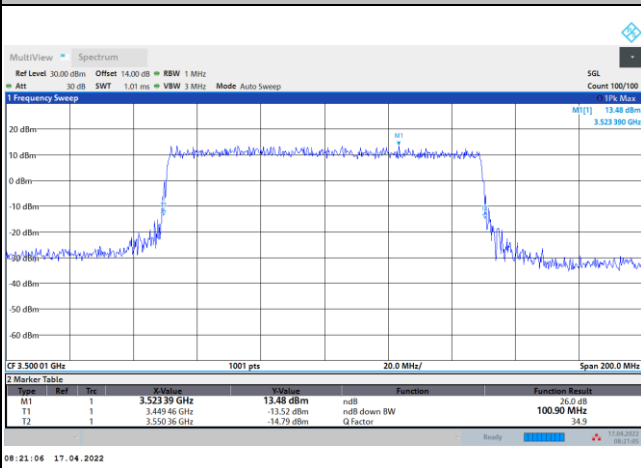 MultiView Spectrum
Ref Level 30.00 dBm Offset 14.00 dB RBW 1 MHz SGL
Att 30 dB SWT 1.01 ms VBW 3 MHz Mode Auto Sweep Count 100/100
1 Frequency Sweep 1Pk Max
M1[1] 13.48 dBm
3.523 390 GHz
20 dBm
M1
10 dBm
0 dBm
-10 dBm
-20 dBm
-30 dBm
-40 dBm
-50 dBm
-60 dBm
CF 3.500 01 GHz 1001 pts 20.0 MHz/ Span 200.0 MHz
2 Marker Table
Type Ref Trc X-Value Y-Value Function Function Result
M1 1 3.523 39 GHz 13.48 dBm ndB 26.0 dB
T1 1 3.449 46 GHz -13.52 dBm ndB down BW 100.90 MHz
T2 1 3.550 36 GHz -14.79 dBm Q Factor 34.9
Ready 17.04.2022
08:21:05
08:21:06 17.04.2022